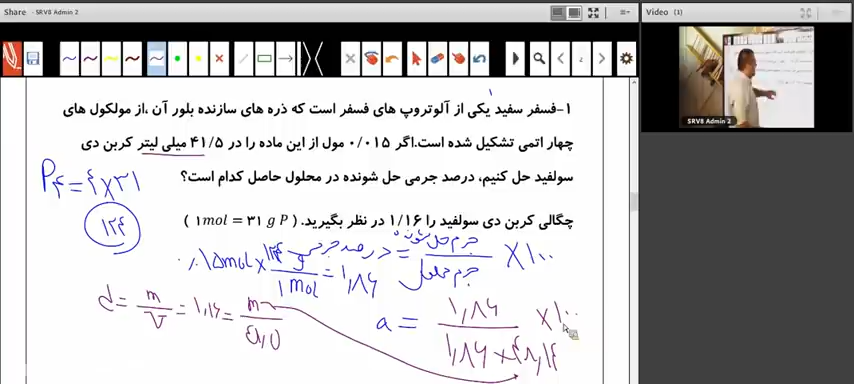 Share - SRV8 Admin 2
Video (1)
SRV8 Admin 2
۱-فسفر سفید یکی از آلوتروپ های فسفر است که ذره های سازنده بلور آن ،از مولکول های
چهار اتمی تشکیل شده است.اگر ۰/۰۱۵ مول از این ماده را در ۴۱/۵ میلی لیتر کربن دی
سولفید حل کنیم، درصد جرمی حل شونده در محلول حاصل کدام است؟
چگالی کربن دی سولفید را ۱/۱۶ در نظر بگیرید. ( ۱mol = ۳۱ g P )
P۴ = ۴×۳۱
۱۲۴
درصد جرمی = جرم حل شونده / جرم محلول × ۱۰۰
۰/۰۱۵mol × ۱۲۴ g / ۱ mol = ۱,۸۶
d = m / V = ۱,۱۶ = m / ۴۱,۵
a = ۱,۸۶ / ۱,۸۶ × ۴۸,۱۴ × ۱۰۰